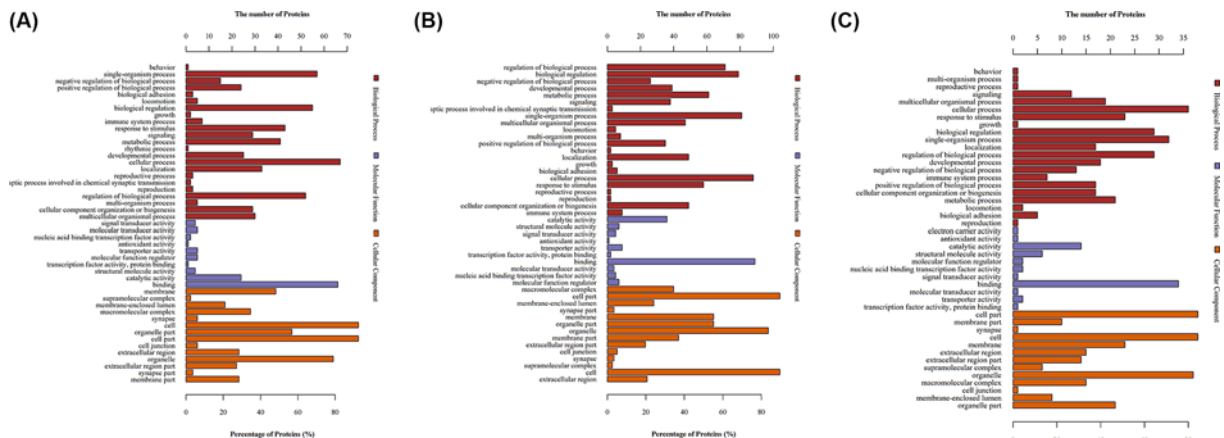 (A)
The number of Proteins
0 10 20 30 40 50 60 70
behavior
single-organism process
negative regulation of biological process
positive regulation of biological process
biological adhesion
locomotion
biological regulation
growth
immune system process
response to stimulus
signaling
metabolic process
rhythmic process
developmental process
cellular process
localization
reproductive process
ptic process involved in chemical synaptic transmission
reproduction
regulation of biological process
multi-organism process
cellular component organization or biogenesis
multicellular organismal process
signal transducer activity
molecular transducer activity
nucleic acid binding transcription factor activity
antioxidant activity
transporter activity
molecular function regulator
transcription factor activity, protein binding
structural molecule activity
catalytic activity
binding
membrane
supramolecular complex
membrane-enclosed lumen
macromolecular complex
synapse
cell
organelle part
cell part
cell junction
extracellular region
organelle
extracellular region part
synapse part
membrane part
0 20 40 60 80
Percentage of Proteins (%)
Biological Process
Molecular Function
Cellular Component
(B)
The number of Proteins
0 20 40 60 80 100
regulation of biological process
biological regulation
negative regulation of biological process
developmental process
metabolic process
signaling
ptic process involved in chemical synaptic transmission
single-organism process
multicellular organismal process
locomotion
multi-organism process
positive regulation of biological process
behavior
localization
growth
biological adhesion
cellular process
response to stimulus
reproductive process
reproduction
cellular component organization or biogenesis
immune system process
catalytic activity
structural molecule activity
signal transducer activity
antioxidant activity
transporter activity
transcription factor activity, protein binding
binding
molecular transducer activity
nucleic acid binding transcription factor activity
molecular function regulator
macromolecular complex
cell part
membrane-enclosed lumen
synapse part
membrane
organelle part
organelle
membrane part
extracellular region part
cell junction
synapse
supramolecular complex
cell
extracellular region
0 20 40 60 80
Percentage of Proteins (%)
Biological Process
Molecular Function
Cellular Component
(C)
The number of Proteins
0 5 10 15 20 25 30 35
behavior
multi-organism process
reproductive process
signaling
multicellular organismal process
cellular process
response to stimulus
growth
biological regulation
single-organism process
localization
regulation of biological process
developmental process
negative regulation of biological process
immune system process
positive regulation of biological process
cellular component organization or biogenesis
metabolic process
locomotion
biological adhesion
reproduction
electron carrier activity
antioxidant activity
catalytic activity
structural molecule activity
molecular function regulator
nucleic acid binding transcription factor activity
signal transducer activity
binding
molecular transducer activity
transporter activity
transcription factor activity, protein binding
cell part
membrane part
synapse
cell
membrane
extracellular region
extracellular region part
supramolecular complex
organelle
macromolecular complex
cell junction
membrane-enclosed lumen
organelle part
Biological Process
Molecular Function
Cellular Component